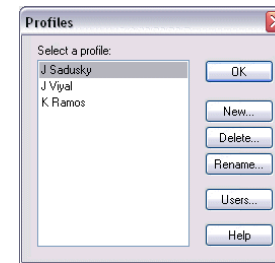 Profiles
Select a profile:
J Sadusky
J Viyal
K Ramos
OK
New...
Delete...
Rename...
Users...
Help